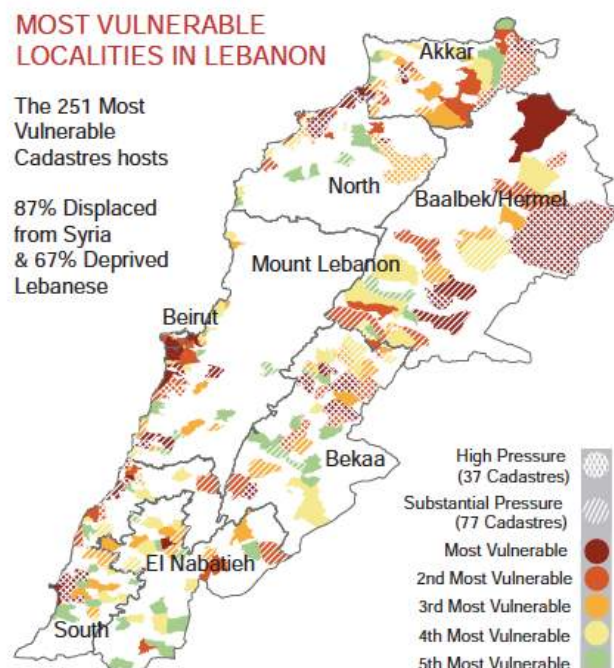 MOST VULNERABLE
LOCALITIES IN LEBANON
The 251 Most
Vulnerable
Cadastres hosts
87% Displaced
from Syria
& 67% Deprived
Lebanese
Akkar
North
Baalbek/Hermel
Mount Lebanon
Beirut
Bekaa
El Nabatieh
South
High Pressure
(37 Cadastres)
Substantial Pressure
(77 Cadastres)
Most Vulnerable
2nd Most Vulnerable
3rd Most Vulnerable
4th Most Vulnerable
5th Most Vulnerable